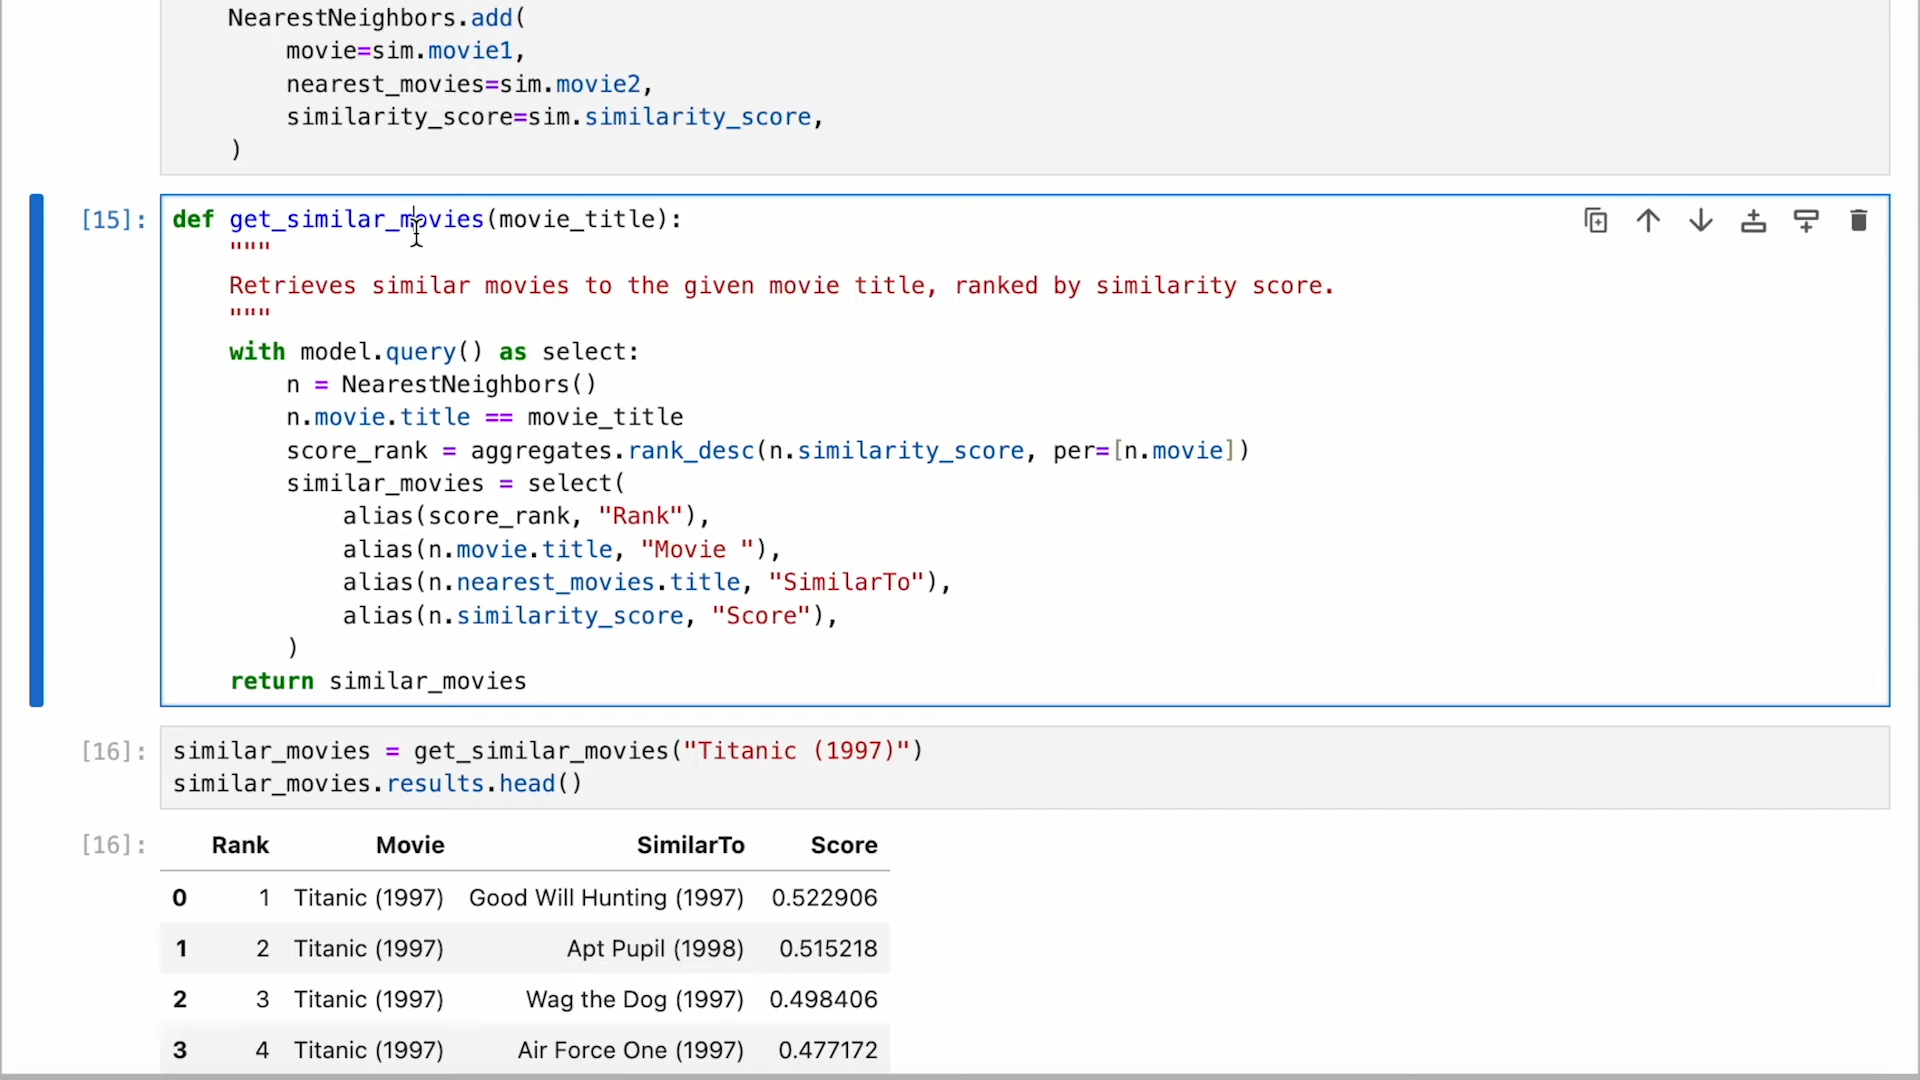 NearestNeighbors.add(
movie=sim.movie1,
nearest_movies=sim.movie2,
similarity_score=sim.similarity_score,
)
[15]: def get_similar_movies(movie_title):
"""
Retrieves similar movies to the given movie title, ranked by similarity score.
"""
with model.query() as select:
n = NearestNeighbors()
n.movie.title == movie_title
score_rank = aggregates.rank_desc(n.similarity_score, per=[n.movie])
similar_movies = select(
alias(score_rank, "Rank"),
alias(n.movie.title, "Movie "),
alias(n.nearest_movies.title, "SimilarTo"),
alias(n.similarity_score, "Score"),
)
return similar_movies
[16]: similar_movies = get_similar_movies("Titanic (1997)")
similar_movies.results.head()
[16]: Rank Movie SimilarTo Score
0 1 Titanic (1997) Good Will Hunting (1997) 0.522906
1 2 Titanic (1997) Apt Pupil (1998) 0.515218
2 3 Titanic (1997) Wag the Dog (1997) 0.498406
3 4 Titanic (1997) Air Force One (1997) 0.477172